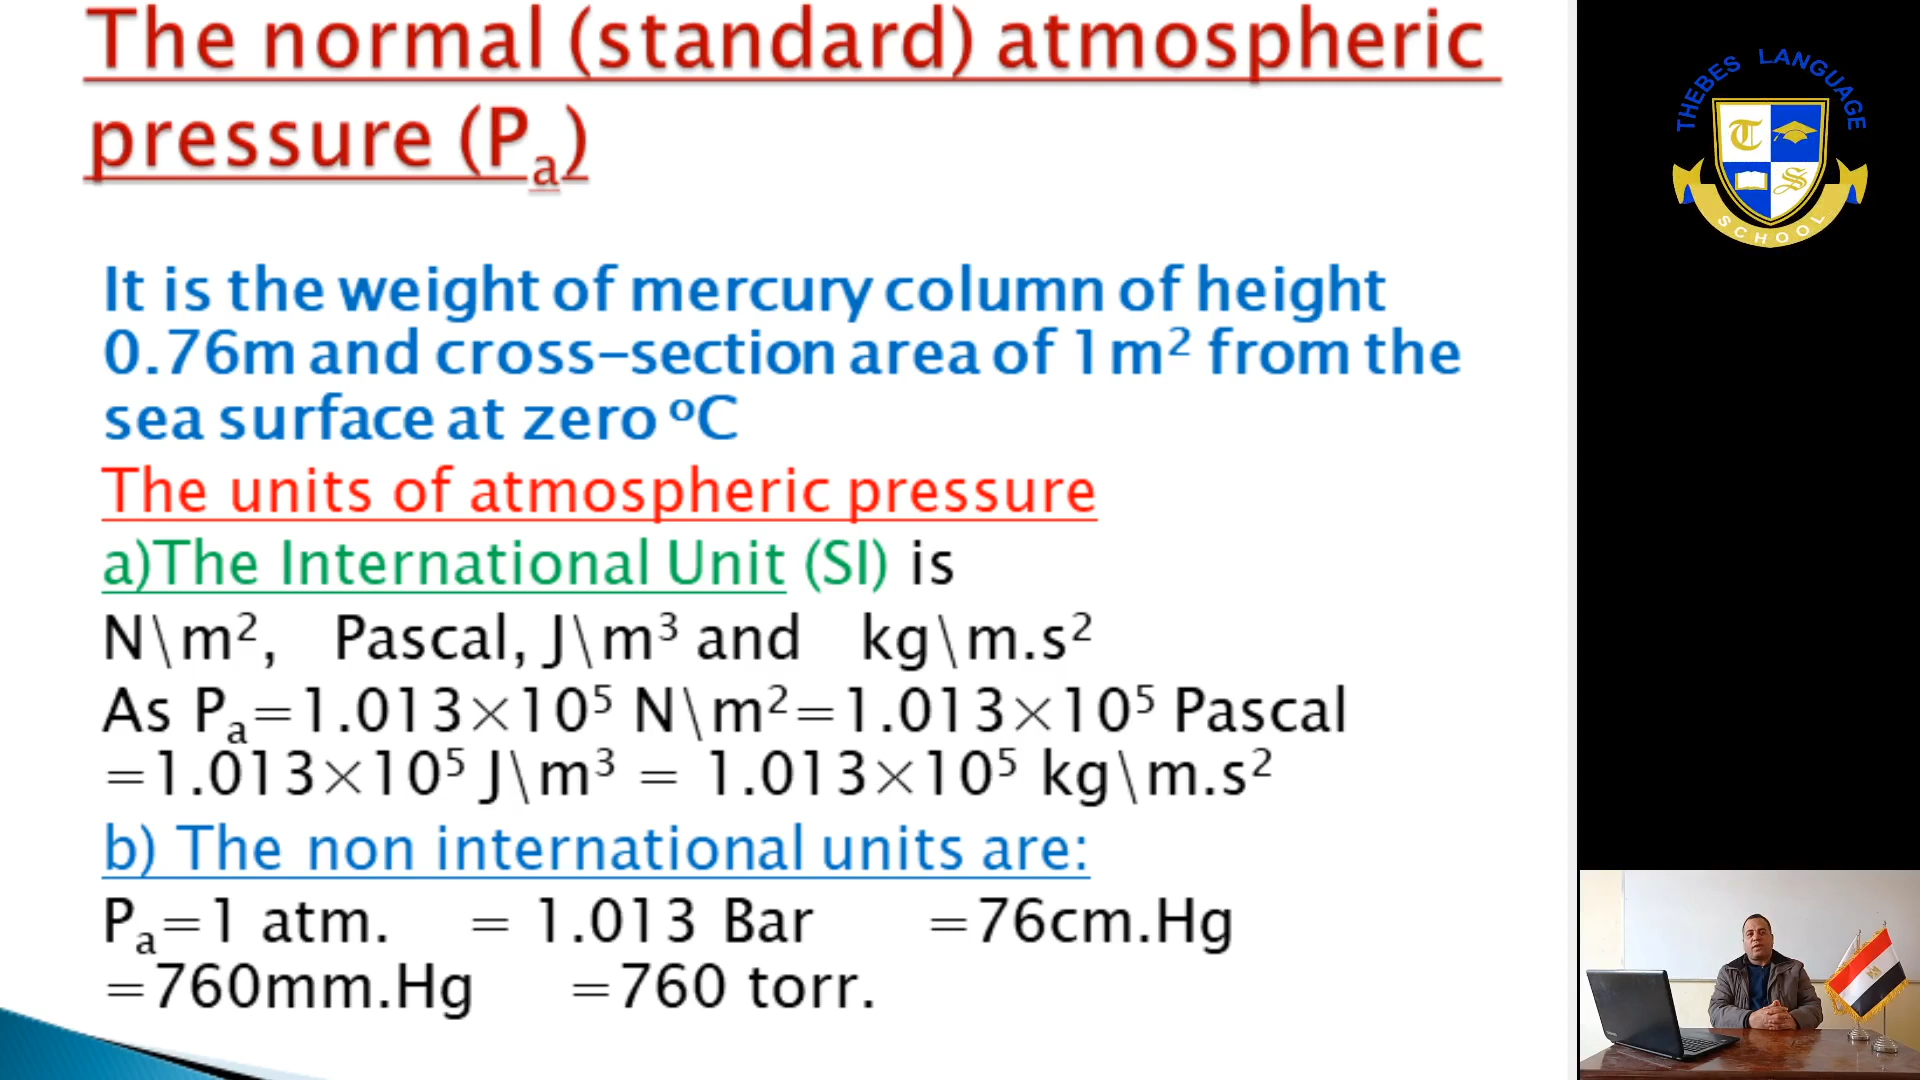 The normal (standard) atmospheric
pressure (Pₐ)
It is the weight of mercury column of height
0.76m and cross-section area of 1m² from the
sea surface at zero ºC
The units of atmospheric pressure
a)The International Unit (SI) is
N\m², Pascal, J\m³ and kg\m.s²
As Pₐ=1.013×10⁵ N\m²=1.013×10⁵ Pascal
=1.013×10⁵ J\m³ = 1.013×10⁵ kg\m.s²
b) The non international units are:
Pₐ=1 atm. = 1.013 Bar =76cm.Hg
=760mm.Hg =760 torr.
THEBES LANGUAGE
T
S
SCHOOL